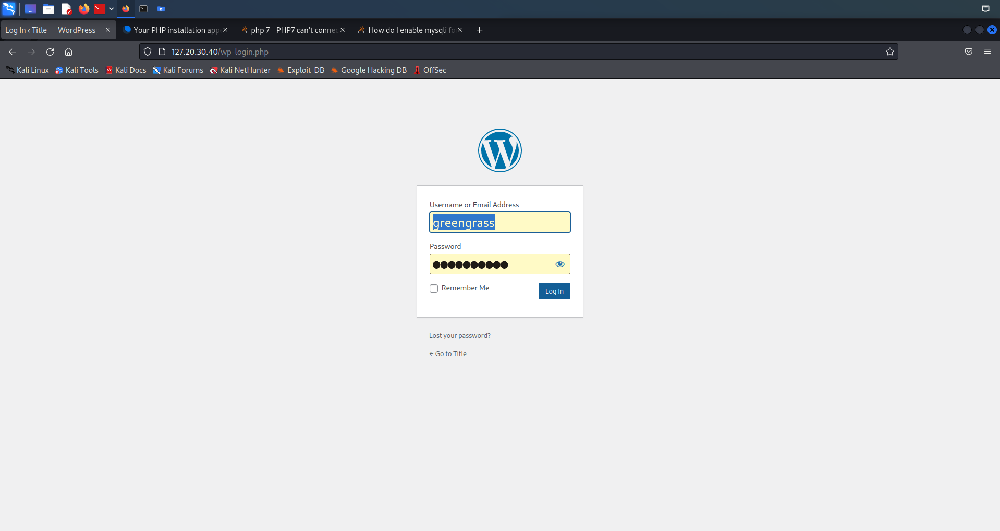 Log In ‹ Title — WordPress
Your PHP installation app
php 7 - PHP7 can't connec
How do I enable mysqli fo
127.20.30.40/wp-login.php
Kali Linux
Kali Tools
Kali Docs
Kali Forums
Kali NetHunter
Exploit-DB
Google Hacking DB
OffSec
Username or Email Address
greengrass
Password
Remember Me
Log In
Lost your password?
← Go to Title